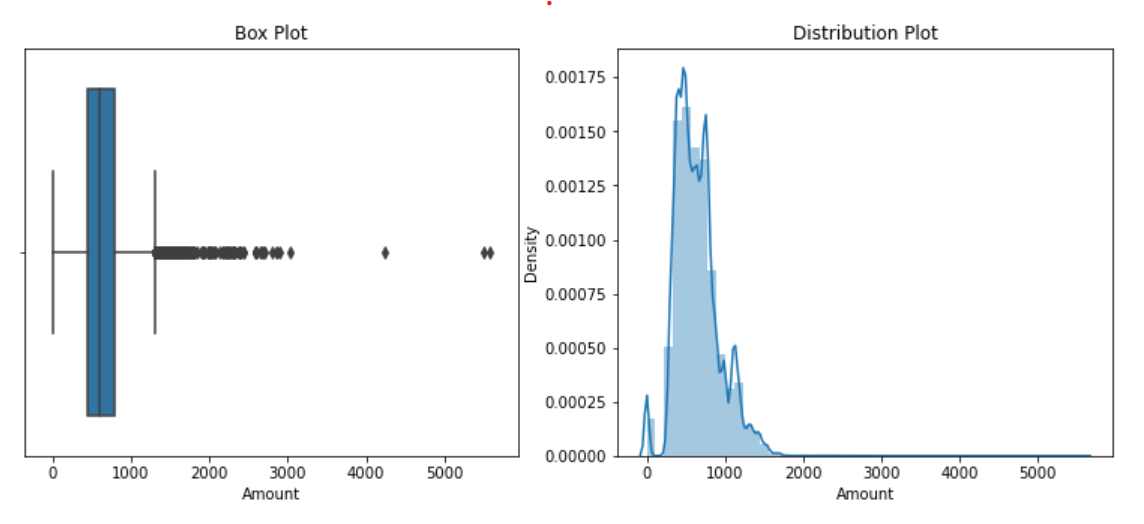 Box Plot
0 1000 2000 3000 4000 5000
Amount
Distribution Plot
Density
0.00175
0.00150
0.00125
0.00100
0.00075
0.00050
0.00025
0.00000
0 1000 2000 3000 4000 5000
Amount